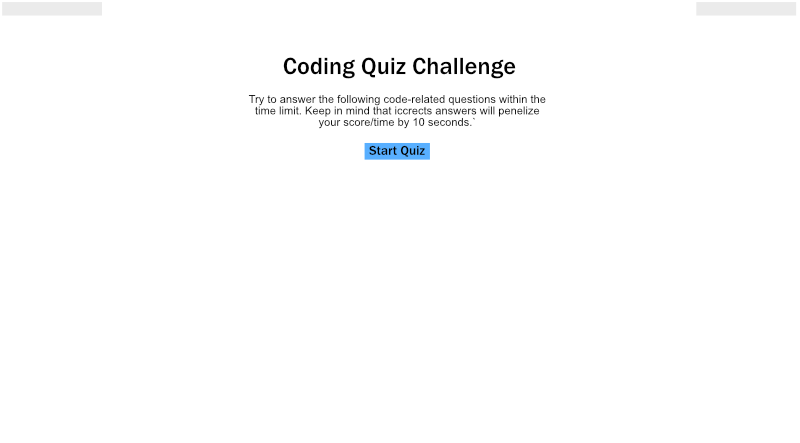 Coding Quiz Challenge
Try to answer the following code-related questions within the
time limit. Keep in mind that iccrects answers will penelize
your score/time by 10 seconds.`
Start Quiz